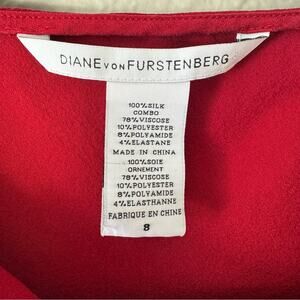 DIANE VON FURSTENBERG
100%SILK
COMBO
78%VISCOSE
10%POLYESTER
8%POLYAMIDE
4%ELASTANE
MADE IN CHINA
100%SOIE
ORNEMENT
78%VISCOSE
10%POLYESTER
8%POLYAMIDE
4%ELASTHANNE
FABRIQUE EN CHINE
8